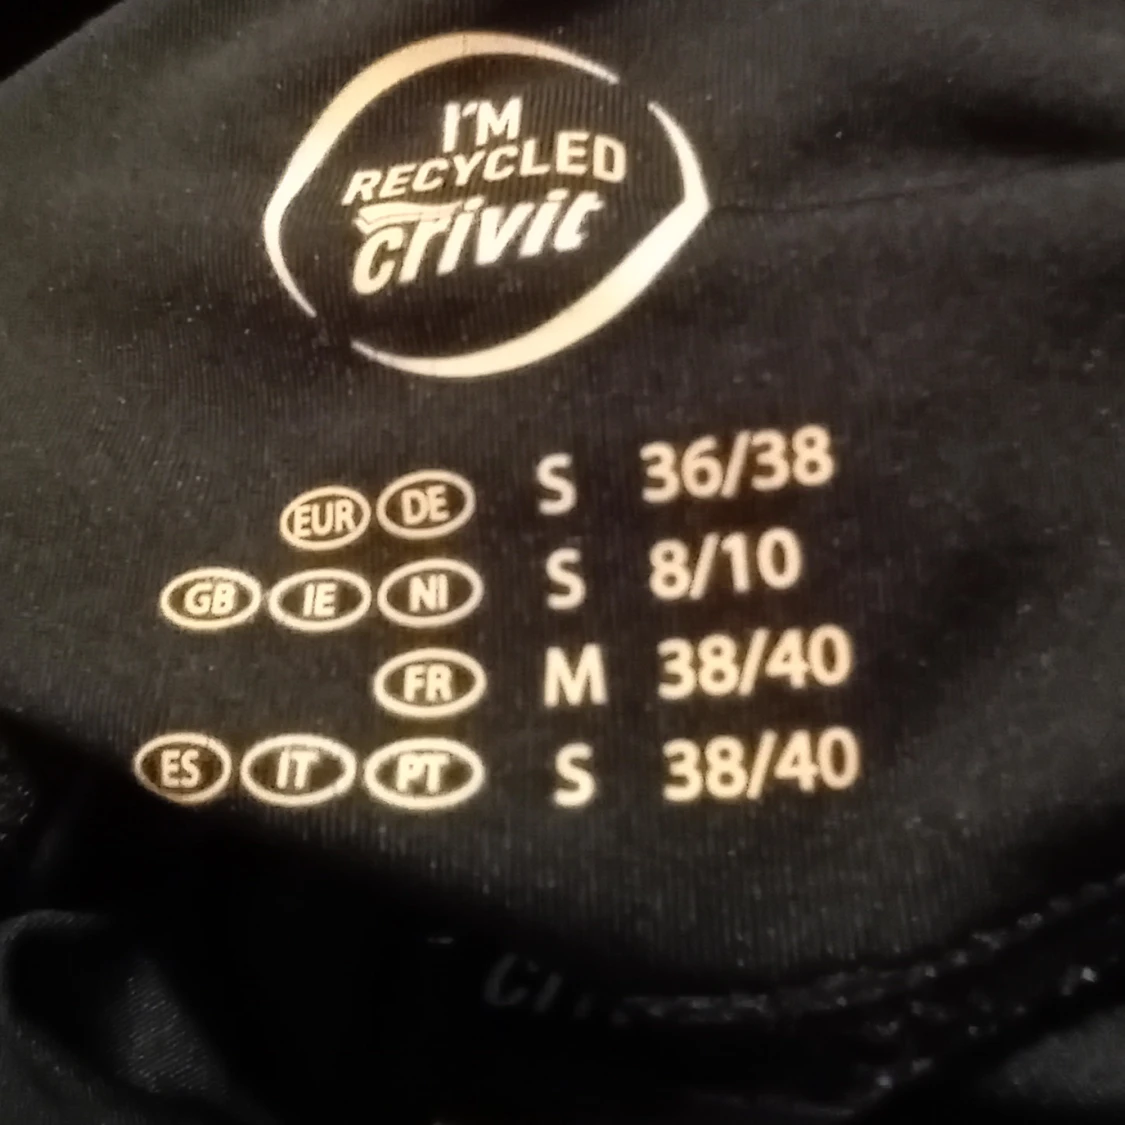 I'M
RECYCLED
crivit
EUR DE S 36/38
GB IE NI S 8/10
FR M 38/40
ES IT PT S 38/40